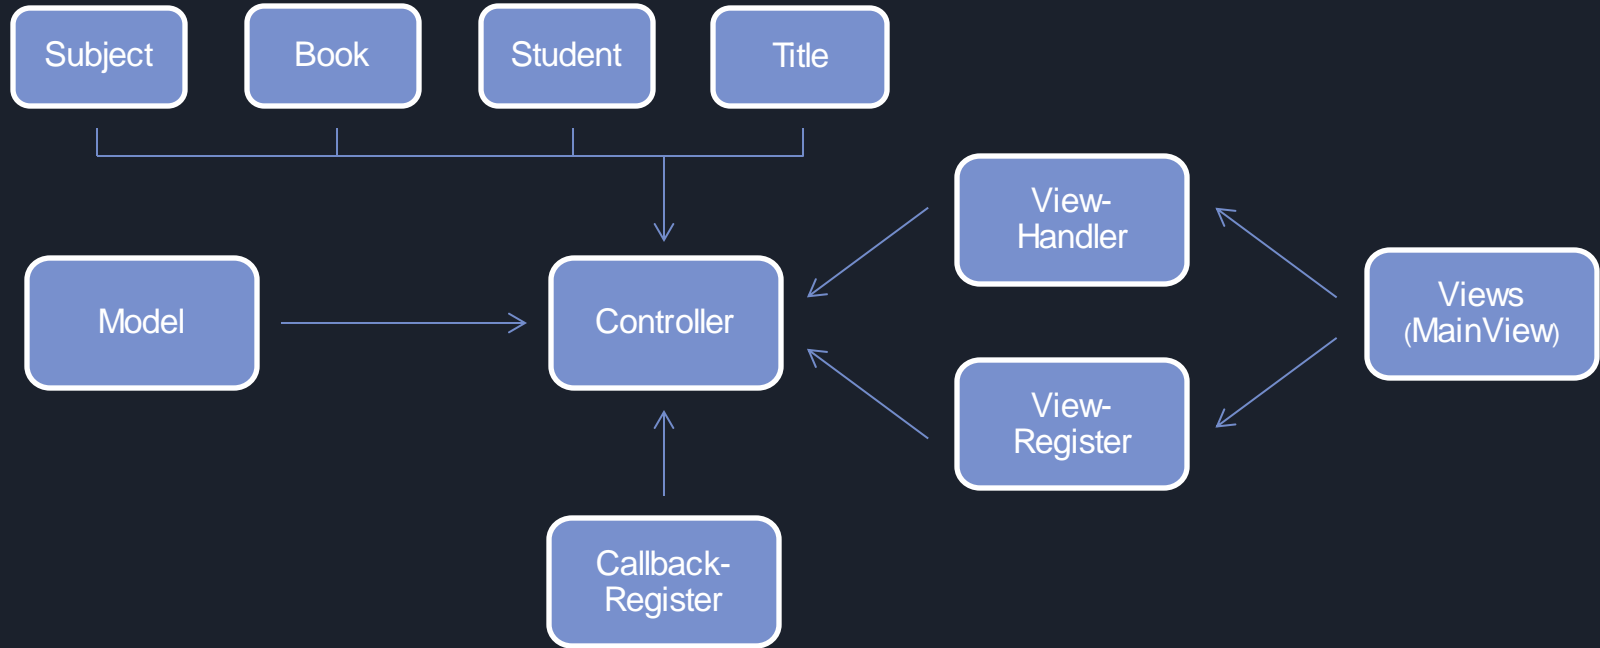 Subject
Book
Student
Title
View-
Handler
Model
Controller
Views
(MainView)
View-
Register
Callback-
Register